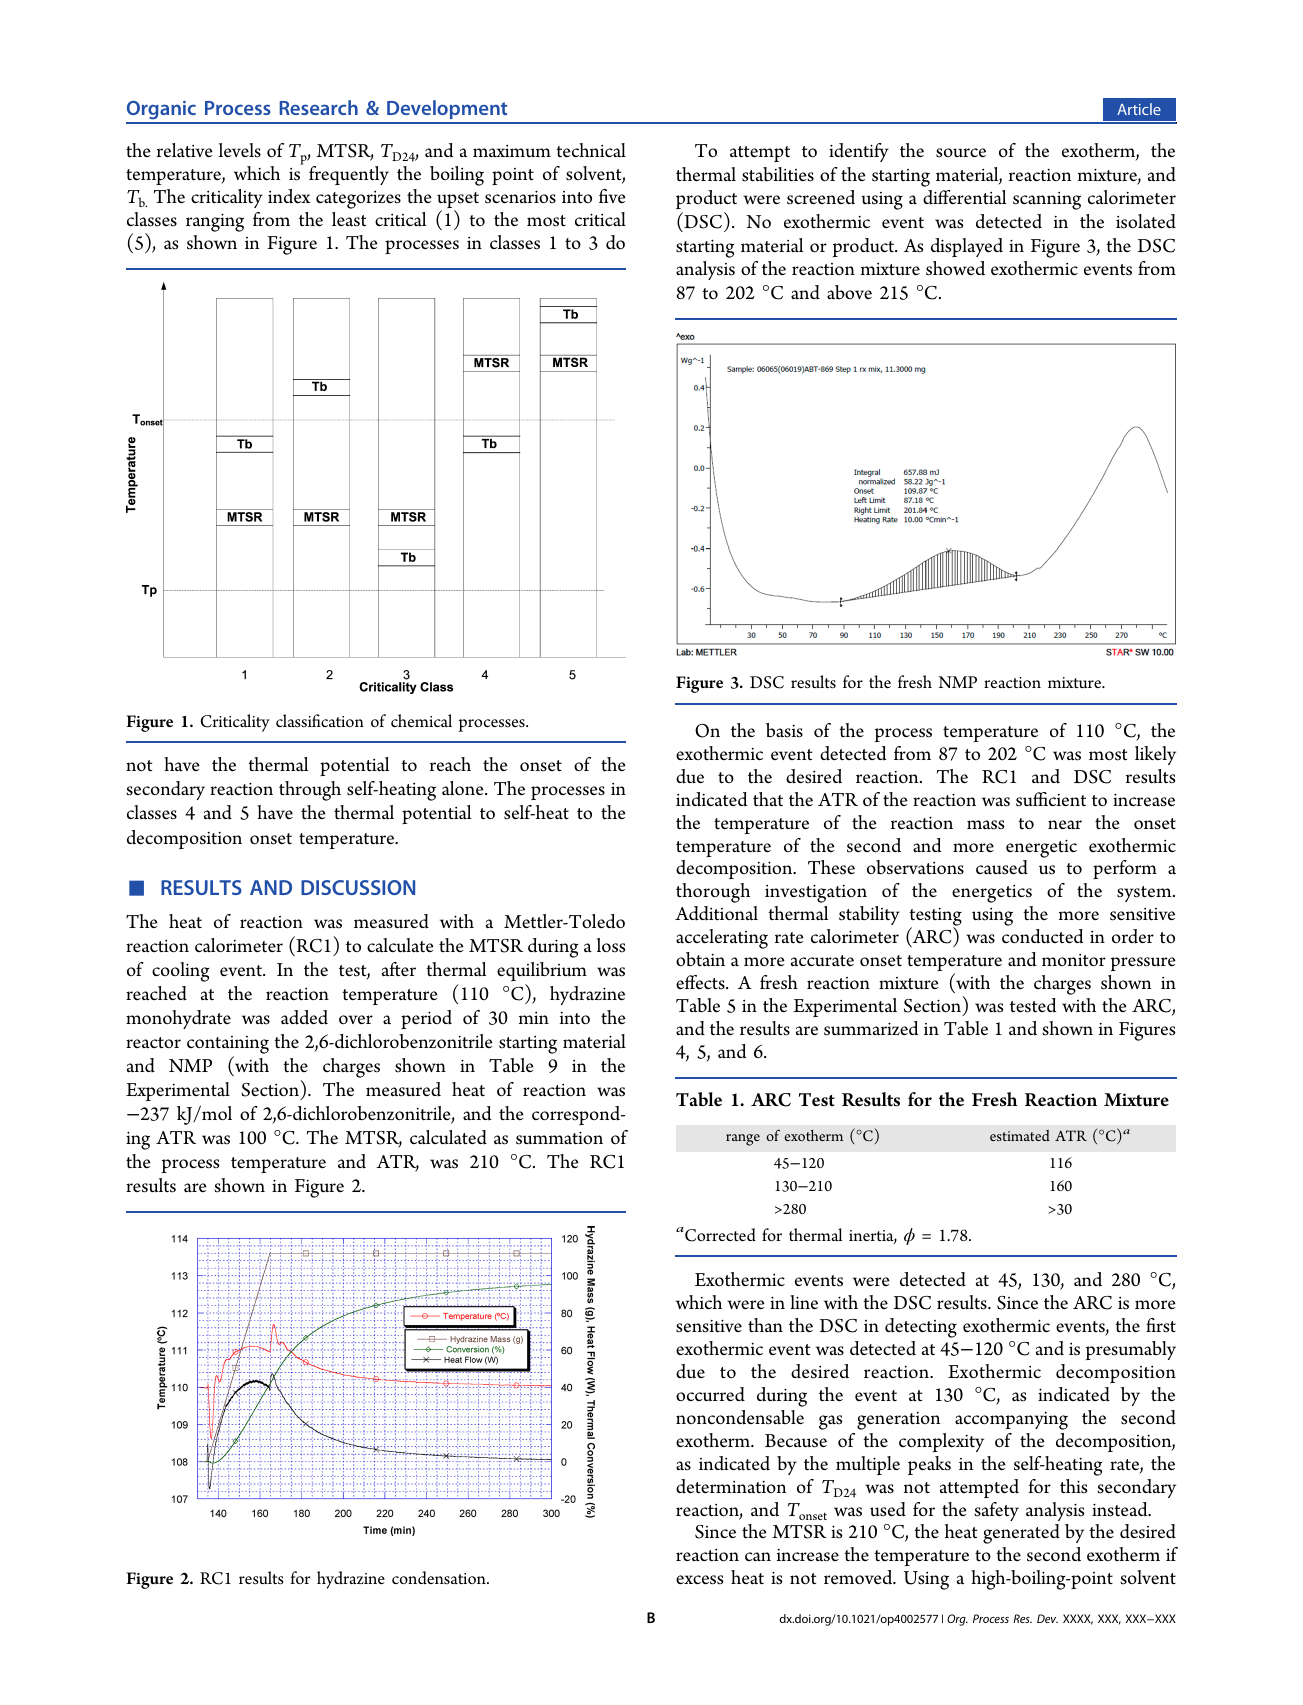 Organic Process Research & Development
Article
the relative levels of Tp, MTSR, TD24, and a maximum technical
temperature, which is frequently the boiling point of solvent,
Tb. The criticality index categorizes the upset scenarios into five
classes ranging from the least critical (1) to the most critical
(5), as shown in Figure 1. The processes in classes 1 to 3 do
Tb
MTSR
MTSR
Tb
Tonset
Tb
Tb
Temperature
MTSR
MTSR
MTSR
Tb
Tp
1
2
3
4
5
Criticality Class
Figure 1. Criticality classification of chemical processes.
not have the thermal potential to reach the onset of the
secondary reaction through self-heating alone. The processes in
classes 4 and 5 have the thermal potential to self-heat to the
decomposition onset temperature.
RESULTS AND DISCUSSION
The heat of reaction was measured with a Mettler-Toledo
reaction calorimeter (RC1) to calculate the MTSR during a loss
of cooling event. In the test, after thermal equilibrium was
reached at the reaction temperature (110 °C), hydrazine
monohydrate was added over a period of 30 min into the
reactor containing the 2,6-dichlorobenzonitrile starting material
and NMP (with the charges shown in Table 9 in the
Experimental Section). The measured heat of reaction was
−237 kJ/mol of 2,6-dichlorobenzonitrile, and the correspond-
ing ATR was 100 °C. The MTSR, calculated as summation of
the process temperature and ATR, was 210 °C. The RC1
results are shown in Figure 2.
114
113
112
111
110
109
108
107
Temperature (ºC)
120
100
80
60
40
20
0
-20
Hydrazine Mass (g), Heat Flow (W), Thermal Conversion (%)
Temperature (ºC)
Hydrazine Mass (g)
Conversion (%)
Heat Flow (W)
140 160 180 200 220 240 260 280 300
Time (min)
Figure 2. RC1 results for hydrazine condensation.
To attempt to identify the source of the exotherm, the
thermal stabilities of the starting material, reaction mixture, and
product were screened using a differential scanning calorimeter
(DSC). No exothermic event was detected in the isolated
starting material or product. As displayed in Figure 3, the DSC
analysis of the reaction mixture showed exothermic events from
87 to 202 °C and above 215 °C.
^exo
Wg^-1
Sample: 06065(06019)ABT-869 Step 1 rx mix, 11.3000 mg
0.4
0.2
0.0
-0.2
-0.4
-0.6
Integral 657.88 mJ
normalized 58.22 Jg^-1
Onset 109.87 °C
Left Limit 87.18 °C
Right Limit 201.84 °C
Heating Rate 10.00 °Cmin^-1
30 50 70 90 110 130 150 170 190 210 230 250 270 °C
Lab: METTLER
STARe SW 10.00
Figure 3. DSC results for the fresh NMP reaction mixture.
On the basis of the process temperature of 110 °C, the
exothermic event detected from 87 to 202 °C was most likely
due to the desired reaction. The RC1 and DSC results
indicated that the ATR of the reaction was sufficient to increase
the temperature of the reaction mass to near the onset
temperature of the second and more energetic exothermic
decomposition. These observations caused us to perform a
thorough investigation of the energetics of the system.
Additional thermal stability testing using the more sensitive
accelerating rate calorimeter (ARC) was conducted in order to
obtain a more accurate onset temperature and monitor pressure
effects. A fresh reaction mixture (with the charges shown in
Table 5 in the Experimental Section) was tested with the ARC,
and the results are summarized in Table 1 and shown in Figures
4, 5, and 6.
Table 1. ARC Test Results for the Fresh Reaction Mixture
range of exotherm (°C) estimated ATR (°C)a
45−120 116
130−210 160
>280 >30
aCorrected for thermal inertia, ϕ = 1.78.
Exothermic events were detected at 45, 130, and 280 °C,
which were in line with the DSC results. Since the ARC is more
sensitive than the DSC in detecting exothermic events, the first
exothermic event was detected at 45−120 °C and is presumably
due to the desired reaction. Exothermic decomposition
occurred during the event at 130 °C, as indicated by the
noncondensable gas generation accompanying the second
exotherm. Because of the complexity of the decomposition,
as indicated by the multiple peaks in the self-heating rate, the
determination of TD24 was not attempted for this secondary
reaction, and Tonset was used for the safety analysis instead.
Since the MTSR is 210 °C, the heat generated by the desired
reaction can increase the temperature to the second exotherm if
excess heat is not removed. Using a high-boiling-point solvent
B
dx.doi.org/10.1021/op4002577 | Org. Process Res. Dev. XXXX, XXX, XXX−XXX